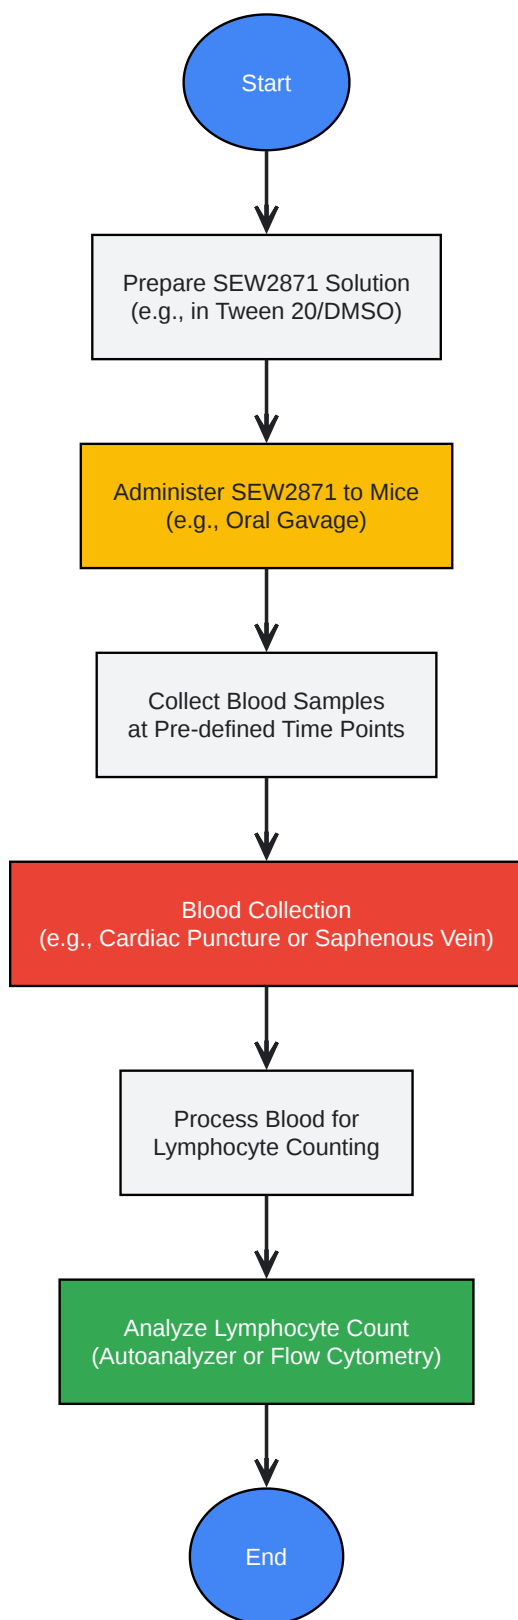 Start
Prepare SEW2871 Solution
(e.g., in Tween 20/DMSO)
Administer SEW2871 to Mice
(e.g., Oral Gavage)
Collect Blood Samples
at Pre-defined Time Points
Blood Collection
(e.g., Cardiac Puncture or Saphenous Vein)
Process Blood for
Lymphocyte Counting
Analyze Lymphocyte Count
(Autoanalyzer or Flow Cytometry)
End